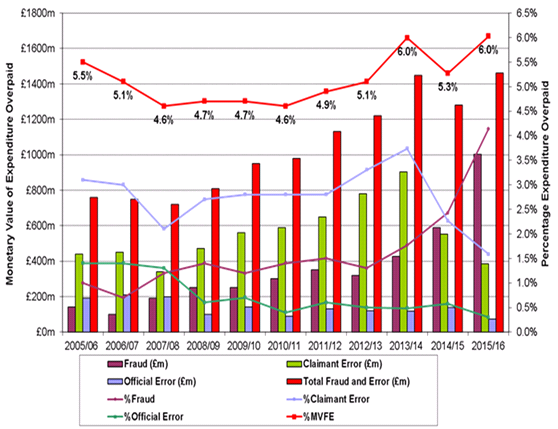 £1800m
£1600m
£1400m
£1200m
£1000m
£800m
£600m
£400m
£200m
£0m
Monetary Value of Expenditure Overpaid
6.5%
6.0%
5.5%
5.0%
4.5%
4.0%
3.5%
3.0%
2.5%
2.0%
1.5%
1.0%
0.5%
0.0%
Percentage Expenditure Overpaid
5.5%
5.1%
4.6%
4.7%
4.7%
4.6%
4.9%
5.1%
6.0%
5.3%
6.0%
2005/06 2006/07 2007/08 2008/09 2009/10 2010/11 2011/12 2012/13 2013/14 2014/15 2015/16
Fraud (£m) Claimant Error (£m)
Official Error (£m) Total Fraud and Error (£m)
%Fraud %Claimant Error
%Official Error %MVFE